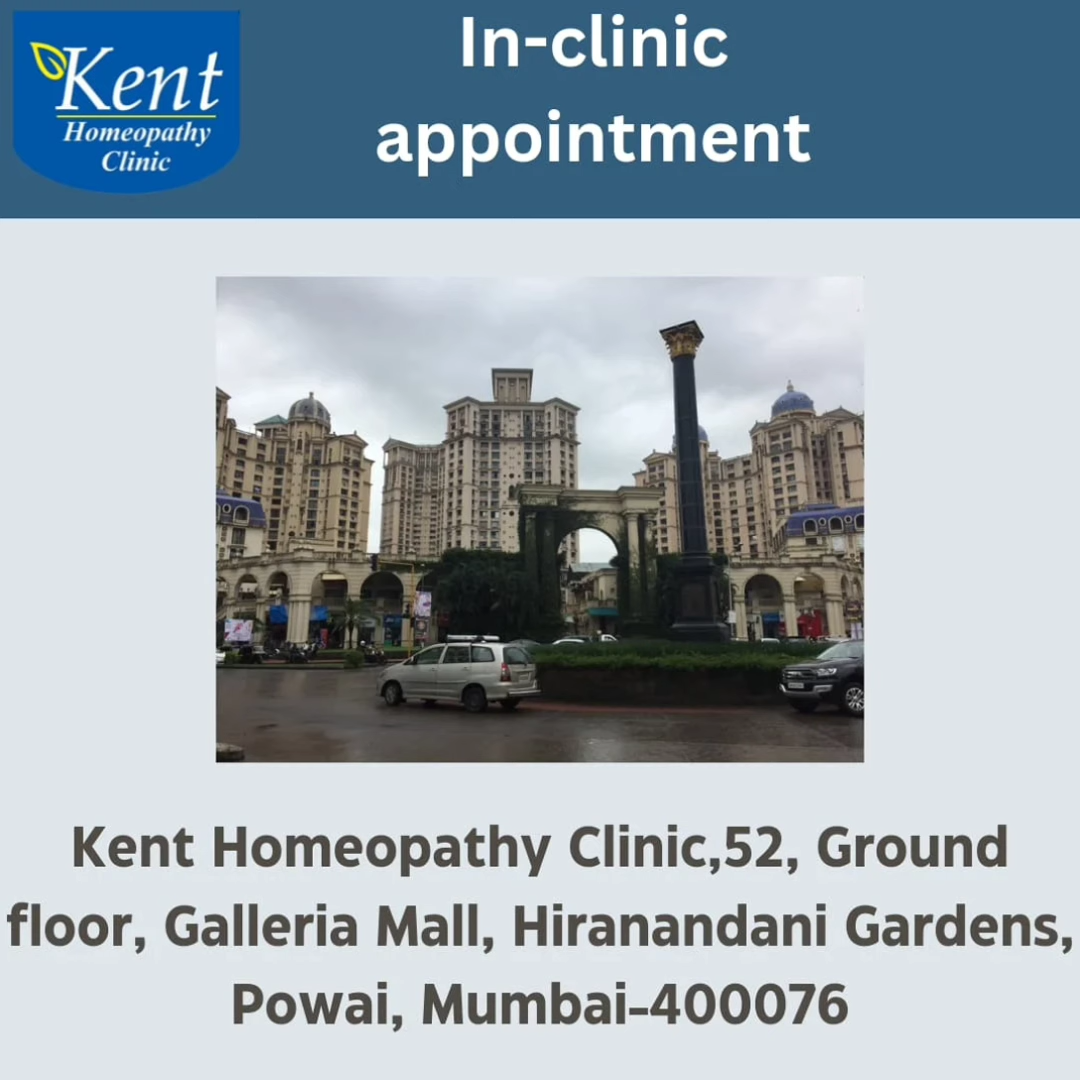 Kent
Homeopathy
Clinic
In-clinic
appointment
Kent Homeopathy Clinic,52, Ground
floor, Galleria Mall, Hiranandani Gardens,
Powai, Mumbai-400076